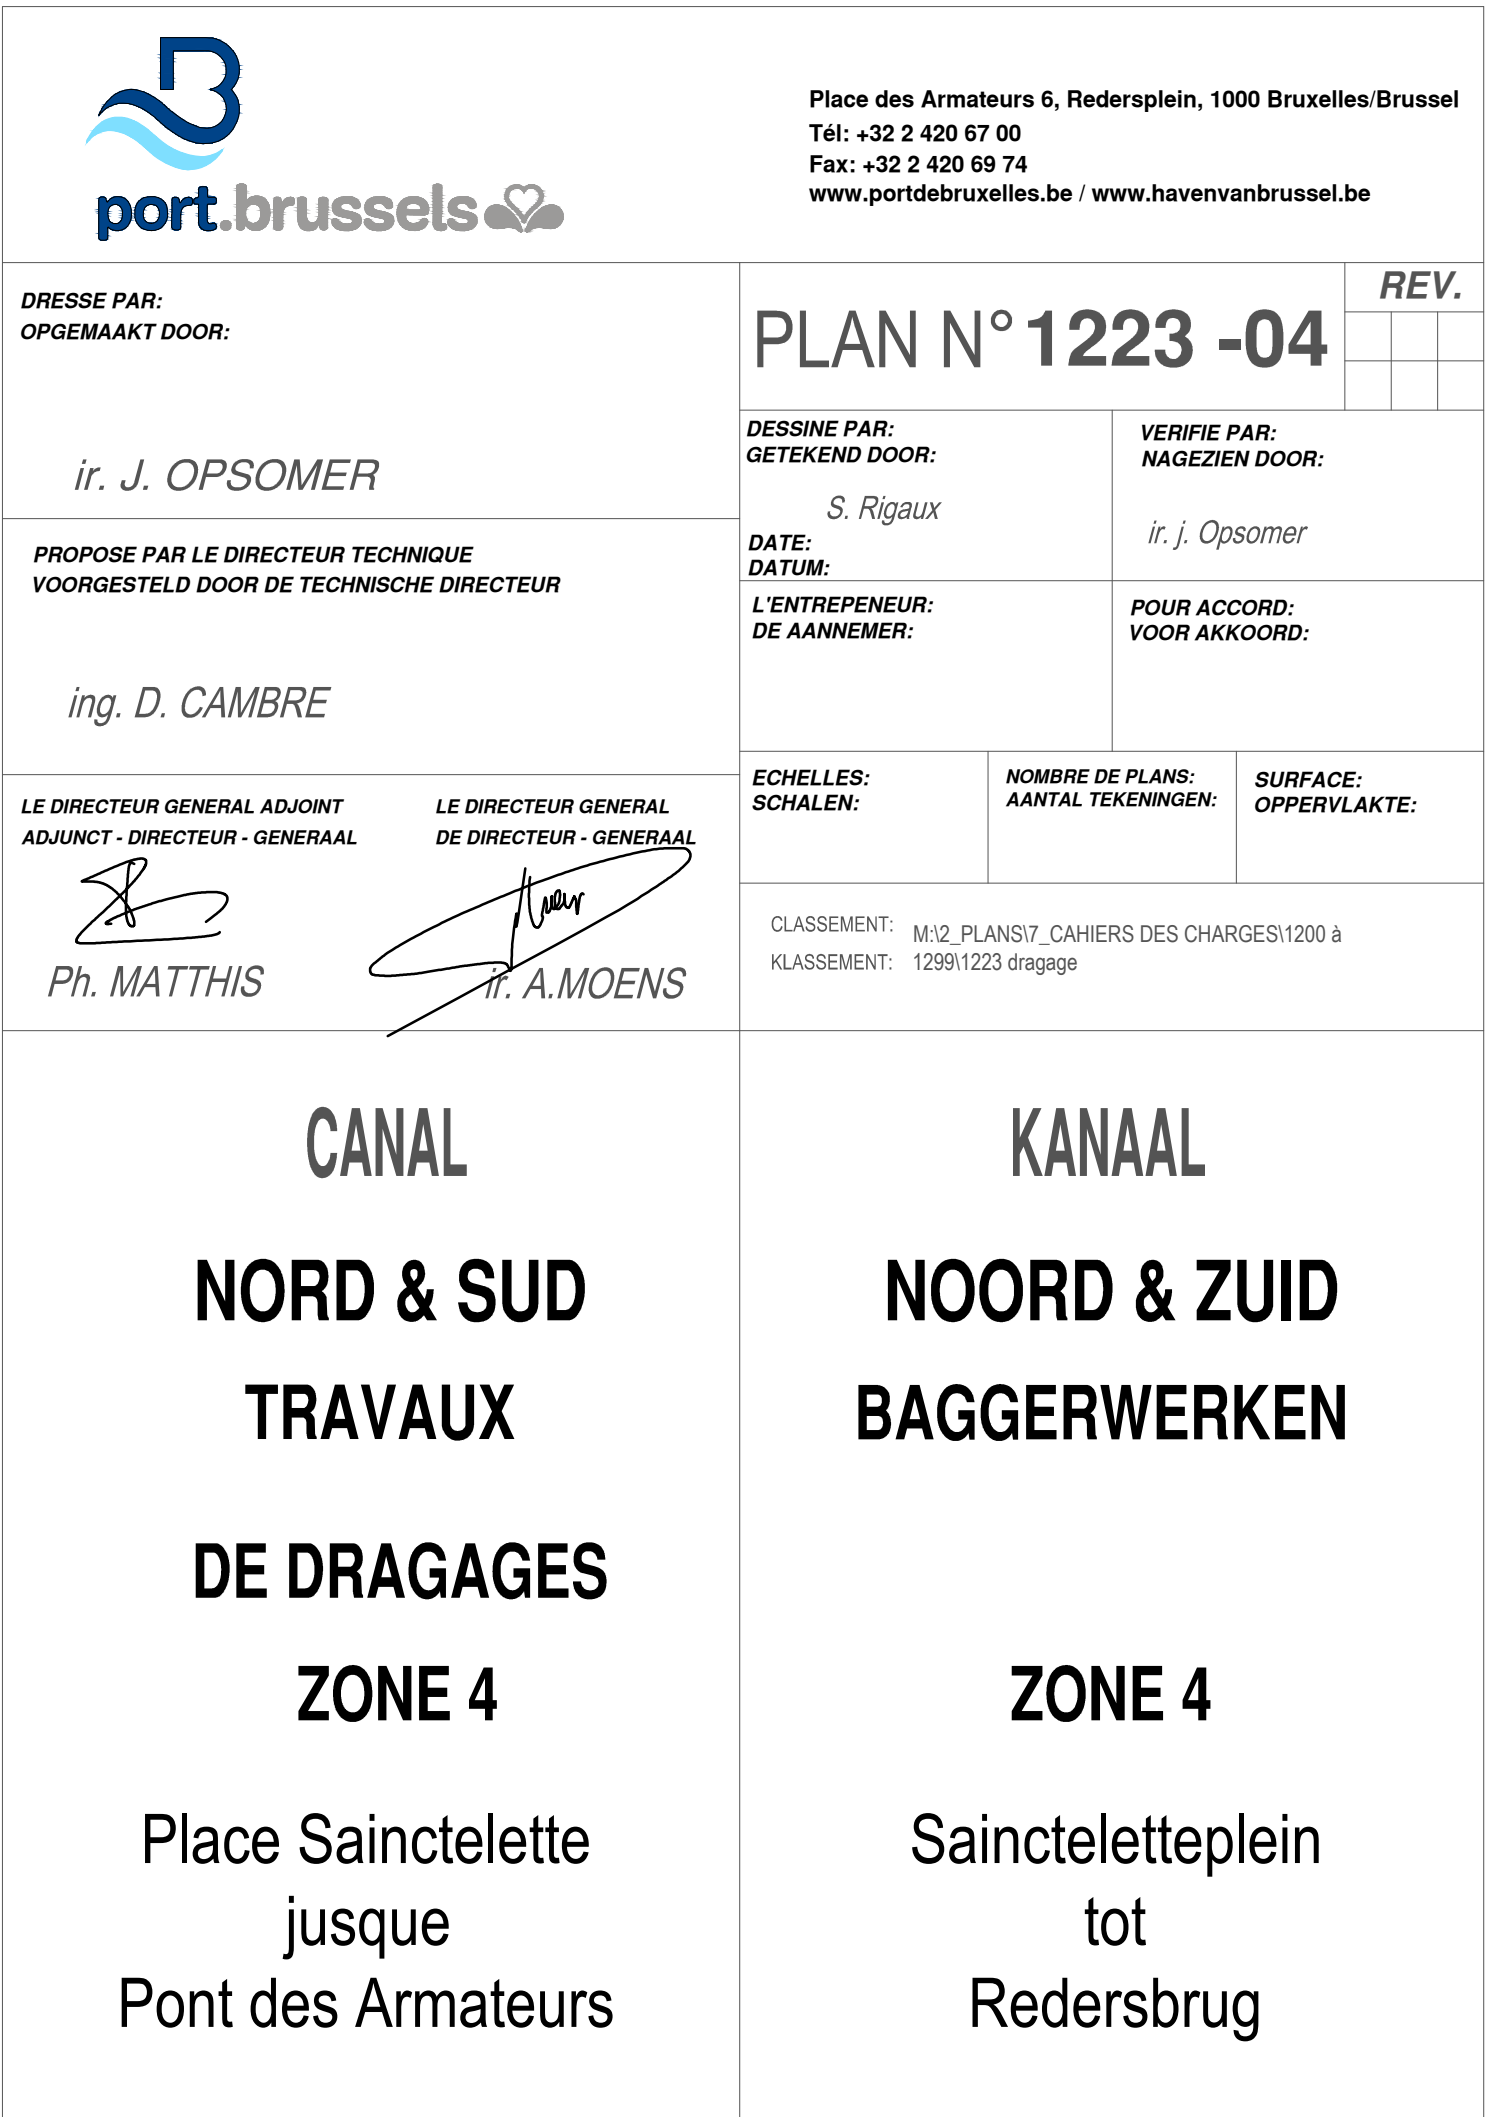 port.brussels
Place des Armateurs 6, Redersplein, 1000 Bruxelles/Brussel
Tél: +32 2 420 67 00
Fax: +32 2 420 69 74
www.portdebruxelles.be / www.havenvanbrussel.be
DRESSE PAR:
OPGEMAAKT DOOR:
ir. J. OPSOMER
PROPOSE PAR LE DIRECTEUR TECHNIQUE
VOORGESTELD DOOR DE TECHNISCHE DIRECTEUR
ing. D. CAMBRE
LE DIRECTEUR GENERAL ADJOINT
ADJUNCT - DIRECTEUR - GENERAAL
Ph. MATTHIS
LE DIRECTEUR GENERAL
DE DIRECTEUR - GENERAAL
ir. A.MOENS
PLAN N° 1223 -04
REV.
DESSINE PAR:
GETEKEND DOOR:
S. Rigaux
DATE:
DATUM:
VERIFIE PAR:
NAGEZIEN DOOR:
ir. j. Opsomer
L'ENTREPENEUR:
DE AANNEMER:
POUR ACCORD:
VOOR AKKOORD:
ECHELLES:
SCHALEN:
NOMBRE DE PLANS:
AANTAL TEKENINGEN:
SURFACE:
OPPERVLAKTE:
CLASSEMENT:
KLASSEMENT:
M:\2_PLANS\7_CAHIERS DES CHARGES\1200 à
1299\1223 dragage
CANAL
NORD & SUD
TRAVAUX
DE DRAGAGES
ZONE 4
Place Sainctelette
jusque
Pont des Armateurs
KANAAL
NOORD & ZUID
BAGGERWERKEN
ZONE 4
Saincteletteplein
tot
Redersbrug